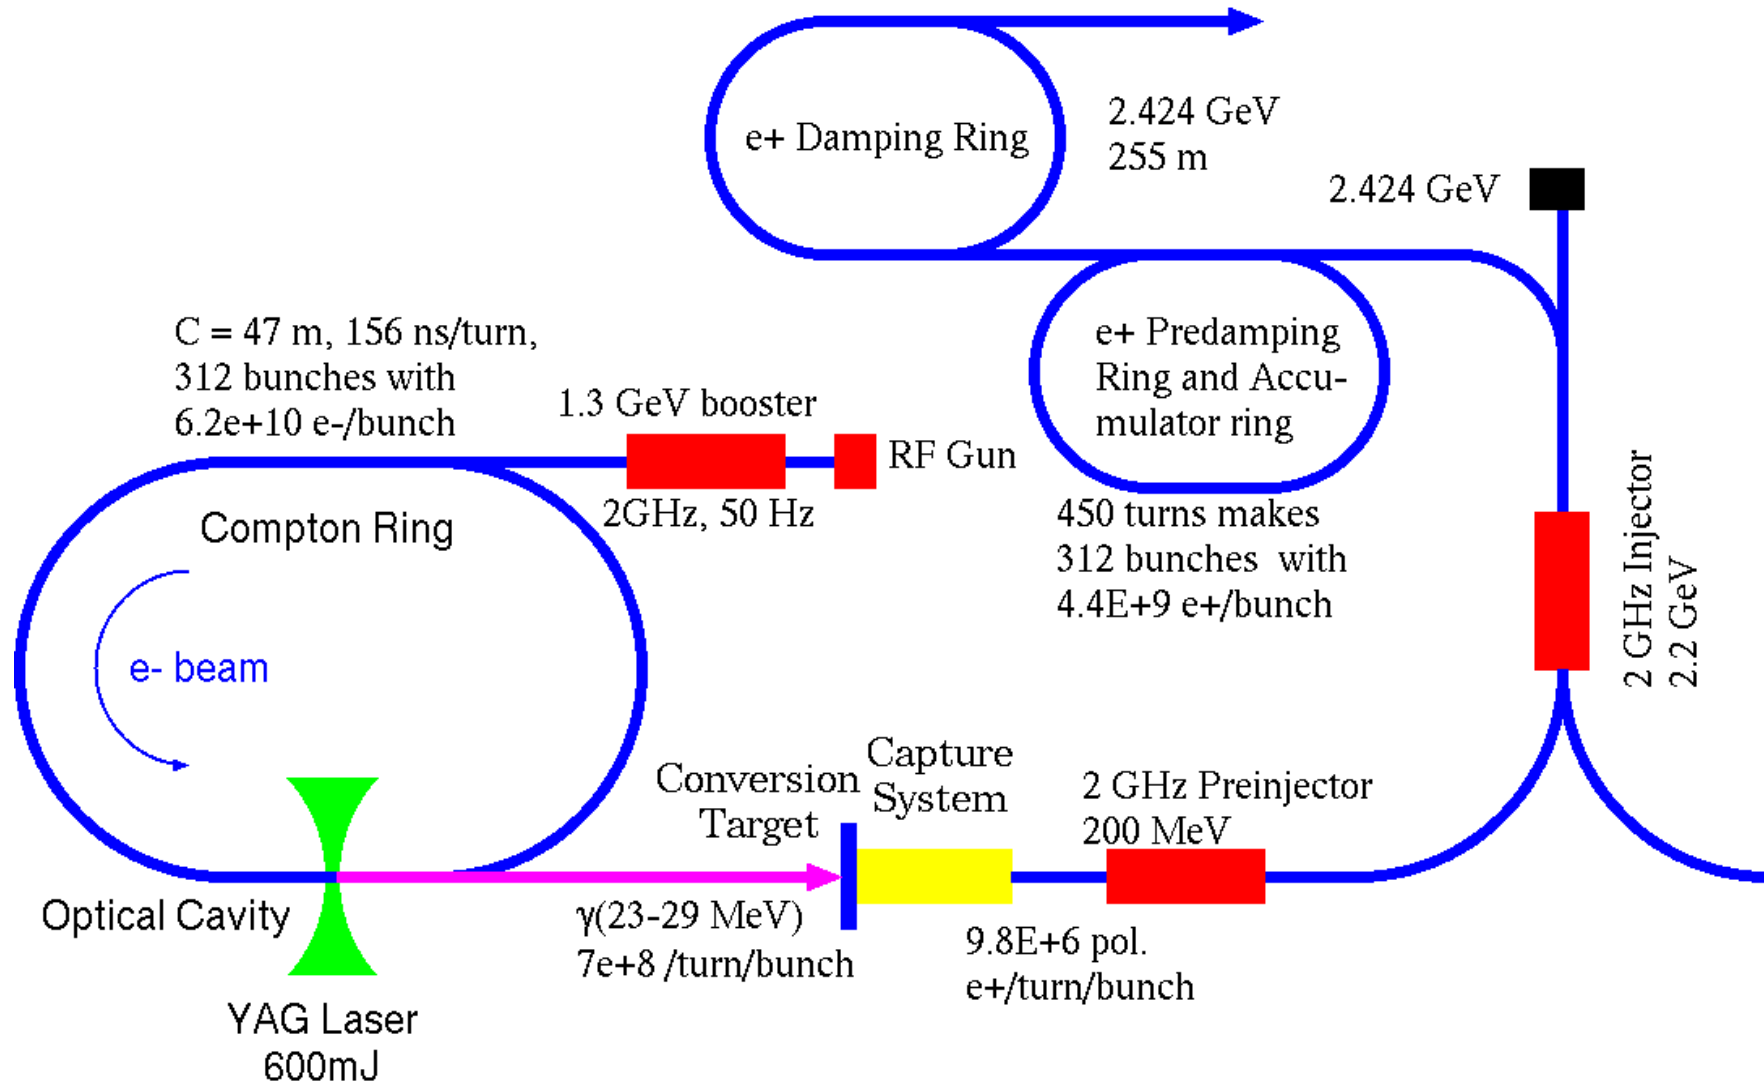 e+ Damping Ring
2.424 GeV
255 m
2.424 GeV
C = 47 m, 156 ns/turn,
312 bunches with
6.2e+10 e-/bunch
1.3 GeV booster
RF Gun
2GHz, 50 Hz
e+ Predamping
Ring and Accu-
mulator ring
450 turns makes
312 bunches with
4.4E+9 e+/bunch
2 GHz Injector
2.2 GeV
Compton Ring
e- beam
Optical Cavity
YAG Laser
600mJ
Conversion
Target
Capture
System
2 GHz Preinjector
200 MeV
γ(23-29 MeV)
7e+8 /turn/bunch
9.8E+6 pol.
e+/turn/bunch